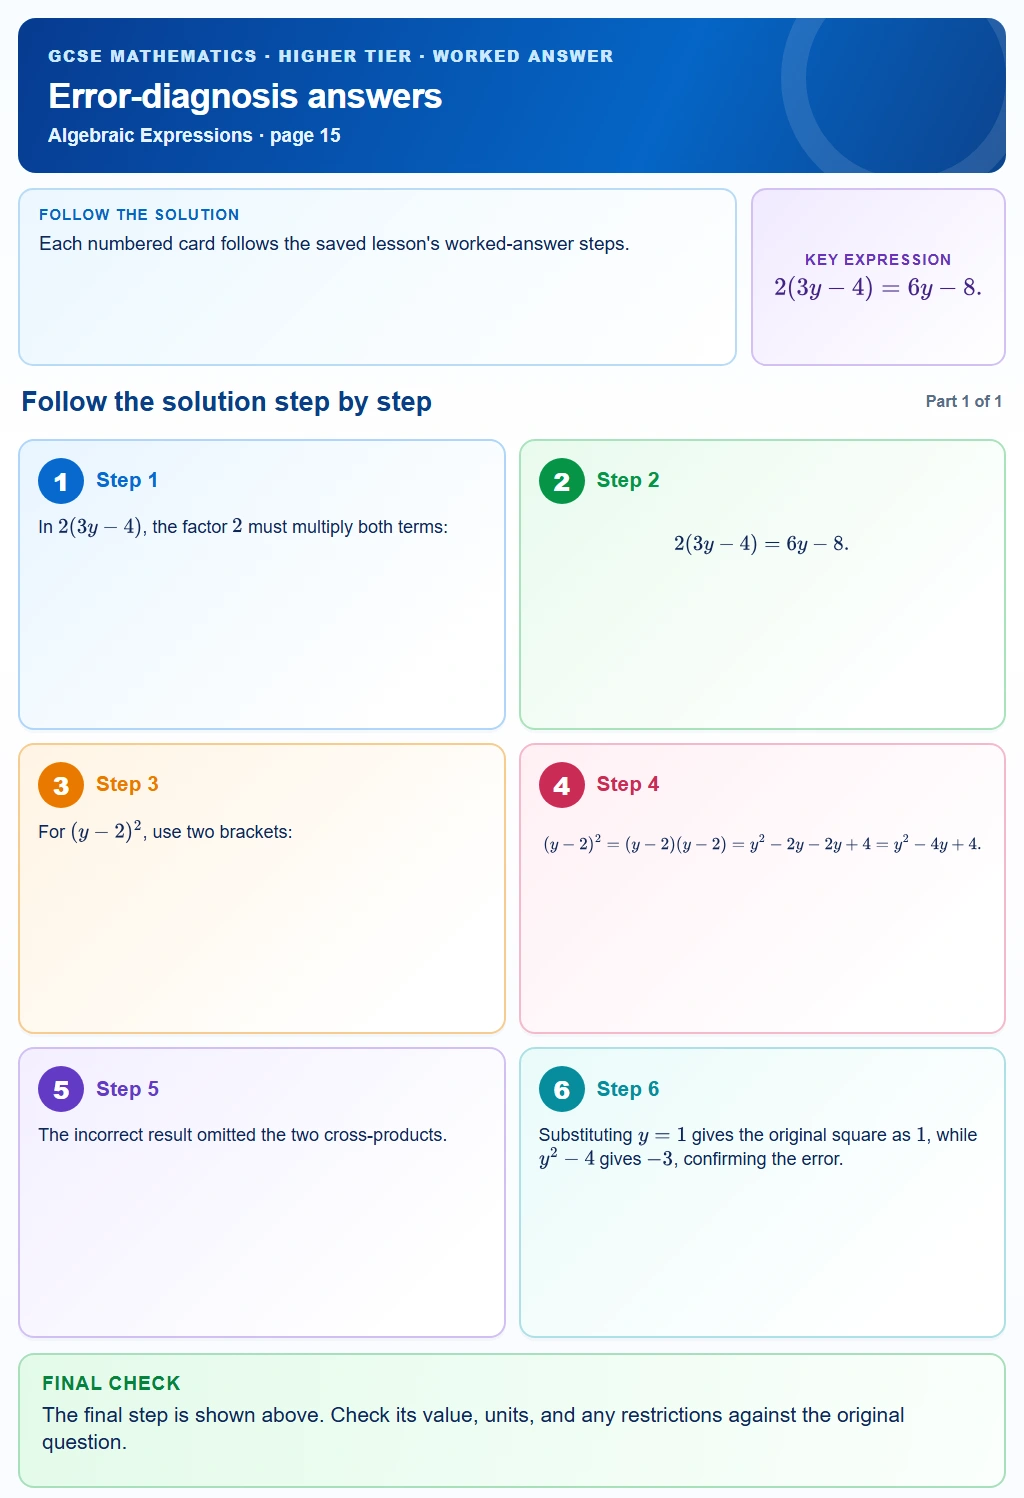 GCSE MATHEMATICS · HIGHER TIER · WORKED ANSWER
Error-diagnosis answers
Algebraic Expressions · page 15
FOLLOW THE SOLUTION
Each numbered card follows the saved lesson's worked-answer steps.
KEY EXPRESSION
2(3y − 4) = 6y − 8.
Follow the solution step by step
Part 1 of 1
1 Step 1
In 2(3y − 4), the factor 2 must multiply both terms:
2 Step 2
2(3y − 4) = 6y − 8.
3 Step 3
For (y − 2)², use two brackets:
4 Step 4
(y − 2)² = (y − 2)(y − 2) = y² − 2y − 2y + 4 = y² − 4y + 4.
5 Step 5
The incorrect result omitted the two cross-products.
6 Step 6
Substituting y = 1 gives the original square as 1, while
y² − 4 gives −3, confirming the error.
FINAL CHECK
The final step is shown above. Check its value, units, and any restrictions against the original
question.